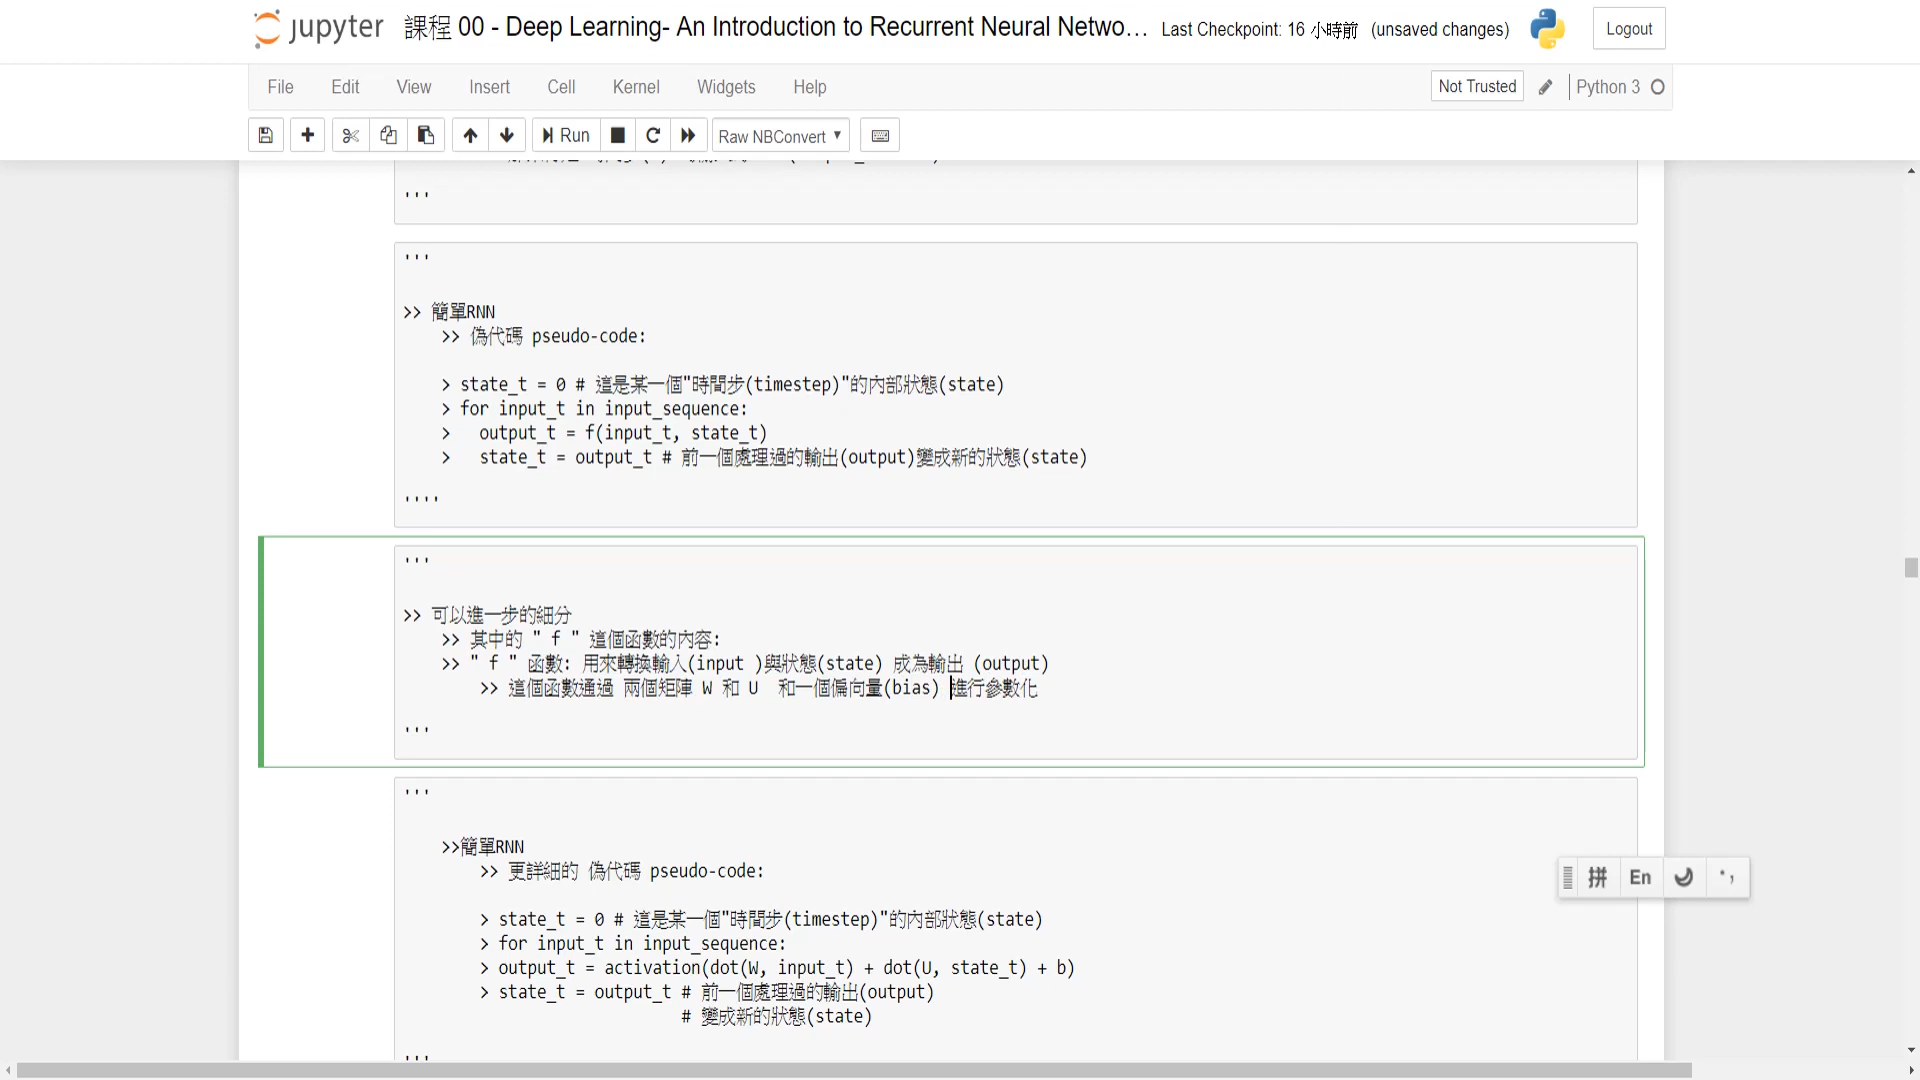 jupyter 課程 00 - Deep Learning- An Introduction to Recurrent Neural Netwo... Last Checkpoint: 16 小時前 (unsaved changes) Logout
File Edit View Insert Cell Kernel Widgets Help Not Trusted Python 3
Run Raw NBConvert
'''
'''
>> 簡單RNN
>> 偽代碼 pseudo-code:
> state_t = 0 # 這是某一個"時間步(timestep)"的內部狀態(state)
> for input_t in input_sequence:
> output_t = f(input_t, state_t)
> state_t = output_t # 前一個處理過的輸出(output)變成新的狀態(state)
''''
'''
>> 可以進一步的細分
>> 其中的 " f " 這個函數的內容:
>> " f " 函數: 用來轉換輸入(input )與狀態(state) 成為輸出 (output)
>> 這個函數通過 兩個矩陣 W 和 U 和一個偏向量(bias) 進行參數化
'''
'''
>>簡單RNN
>> 更詳細的 偽代碼 pseudo-code:
> state_t = 0 # 這是某一個"時間步(timestep)"的內部狀態(state)
> for input_t in input_sequence:
> output_t = activation(dot(W, input_t) + dot(U, state_t) + b)
> state_t = output_t # 前一個處理過的輸出(output)
# 變成新的狀態(state)
'''
拼 En